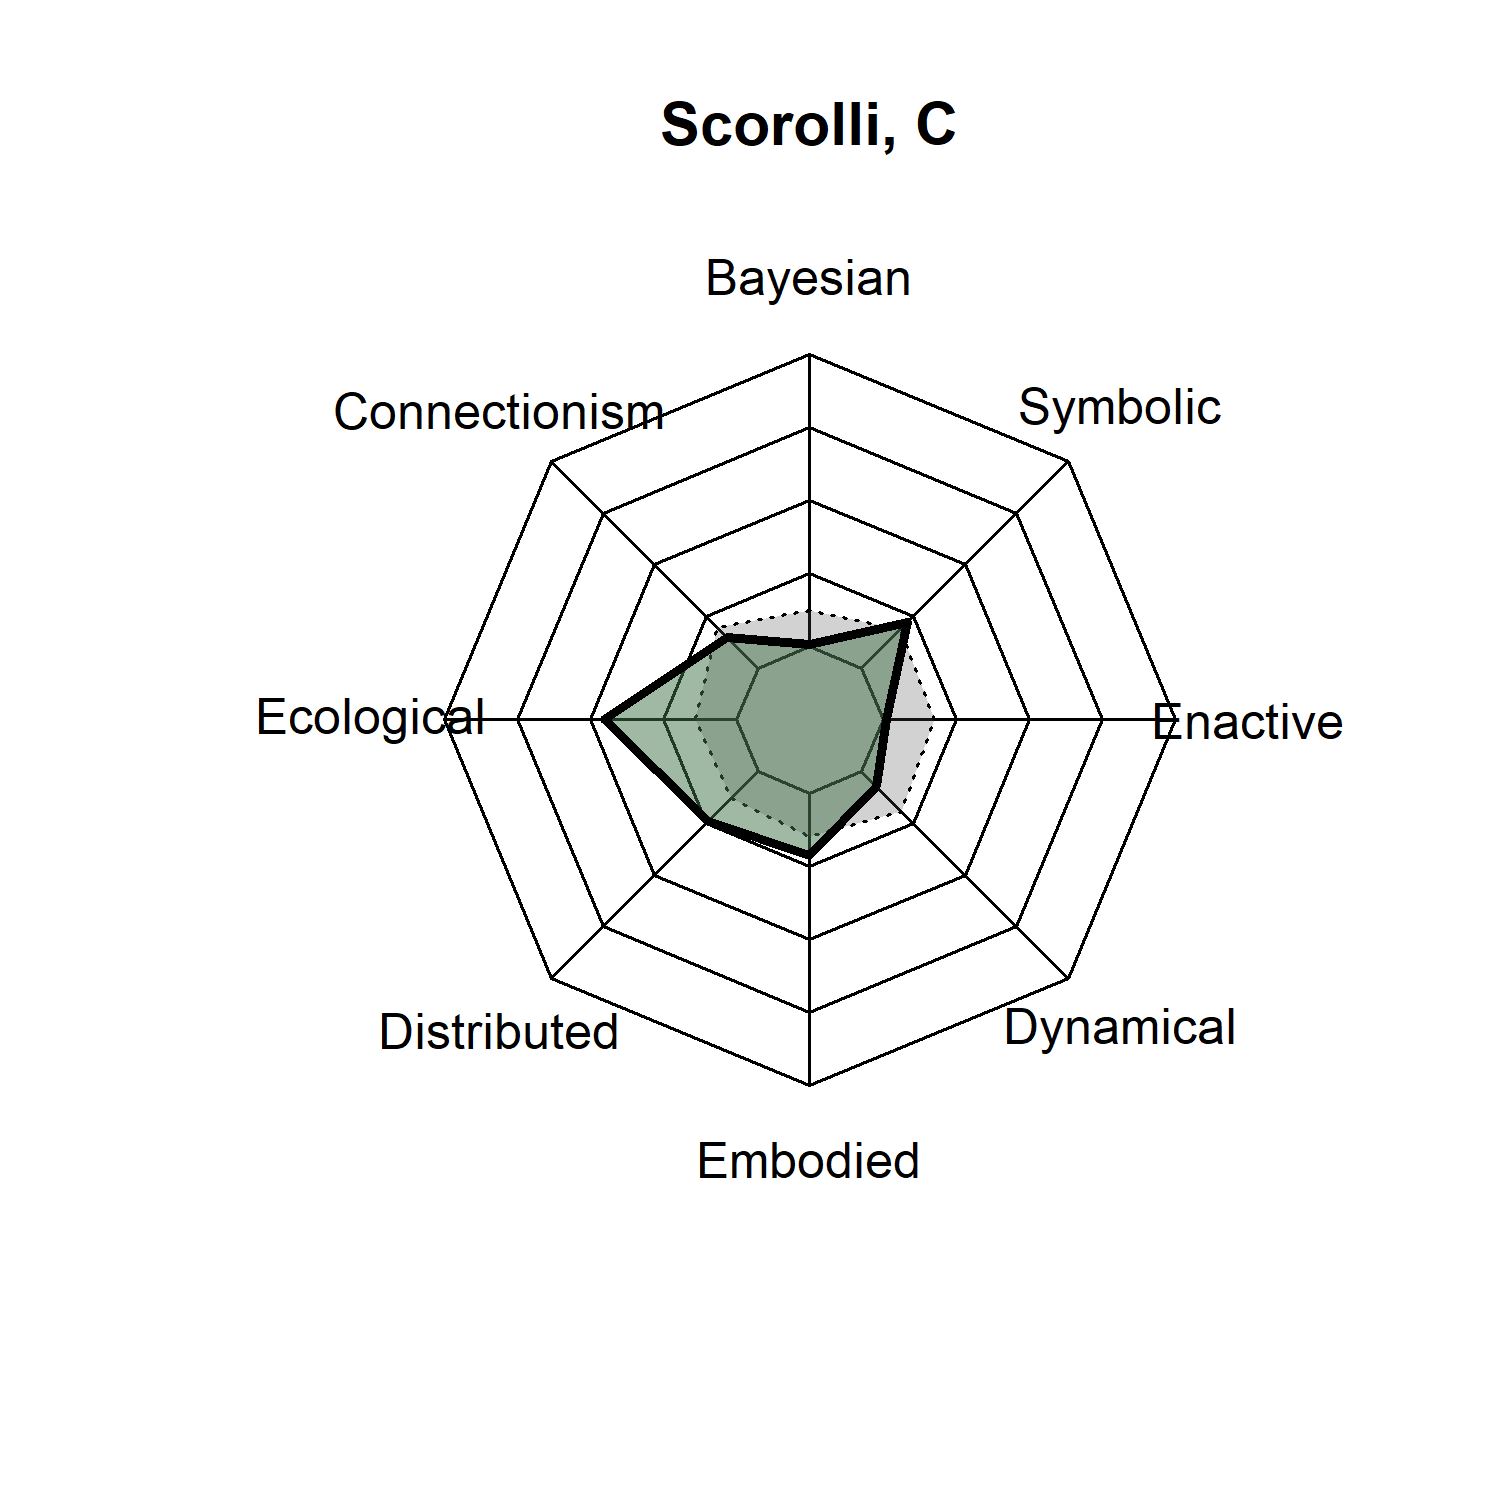 Scorolli, C
Bayesian
Connectionism
Symbolic
Ecological
Enactive
Distributed
Dynamical
Embodied